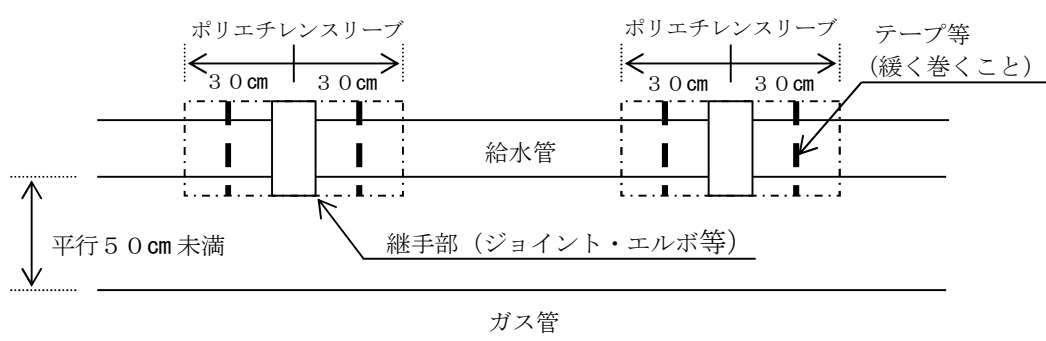 ポリエチレンスリーブ
ポリエチレンスリーブ
テープ等
（緩く巻くこと）
３０㎝
３０㎝
３０㎝
３０㎝
給水管
平行５０㎝未満
継手部（ジョイント・エルボ等）
ガス管